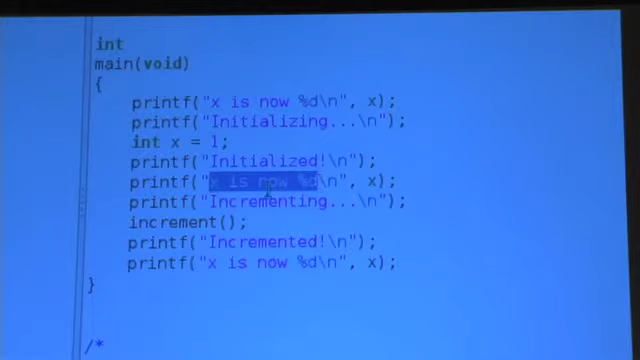 int
main(void)
{
printf("x is now %d\n", x);
printf("Initializing...\n");
int x = 1;
printf("Initialized!\n");
printf("x is now %d\n", x);
printf("Incrementing...\n");
increment();
printf("Incremented!\n");
printf("x is now %d\n", x);
}
/*